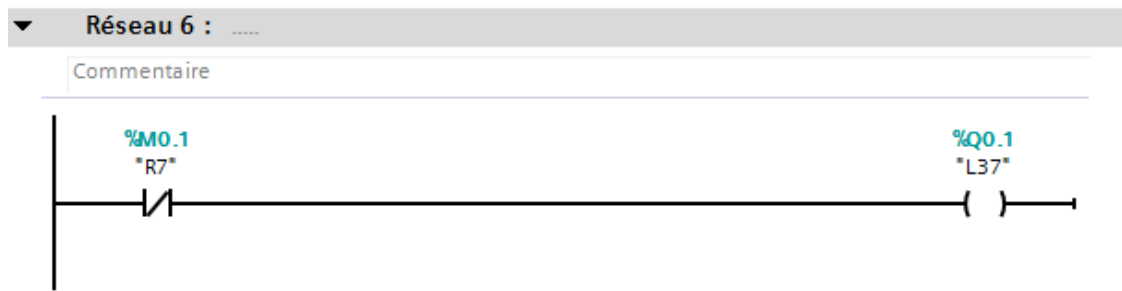 Réseau 6 : .....
Commentaire
%M0.1 %Q0.1
"R7" "L37"